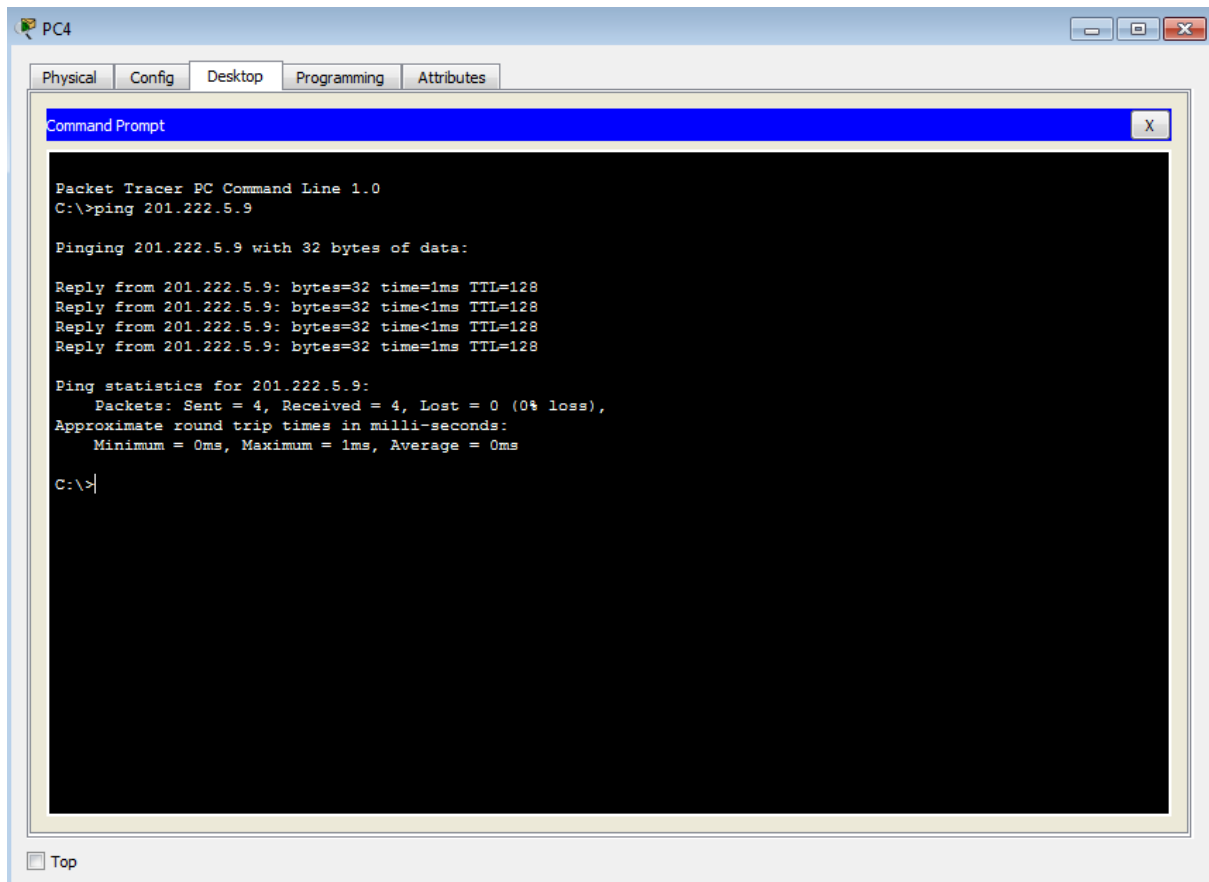 PC4
Physical Config Desktop Programming Attributes
Command Prompt X
Packet Tracer PC Command Line 1.0
C:\>ping 201.222.5.9
Pinging 201.222.5.9 with 32 bytes of data:
Reply from 201.222.5.9: bytes=32 time=1ms TTL=128
Reply from 201.222.5.9: bytes=32 time<1ms TTL=128
Reply from 201.222.5.9: bytes=32 time<1ms TTL=128
Reply from 201.222.5.9: bytes=32 time=1ms TTL=128
Ping statistics for 201.222.5.9:
Packets: Sent = 4, Received = 4, Lost = 0 (0% loss),
Approximate round trip times in milli-seconds:
Minimum = 0ms, Maximum = 1ms, Average = 0ms
C:\>
Top